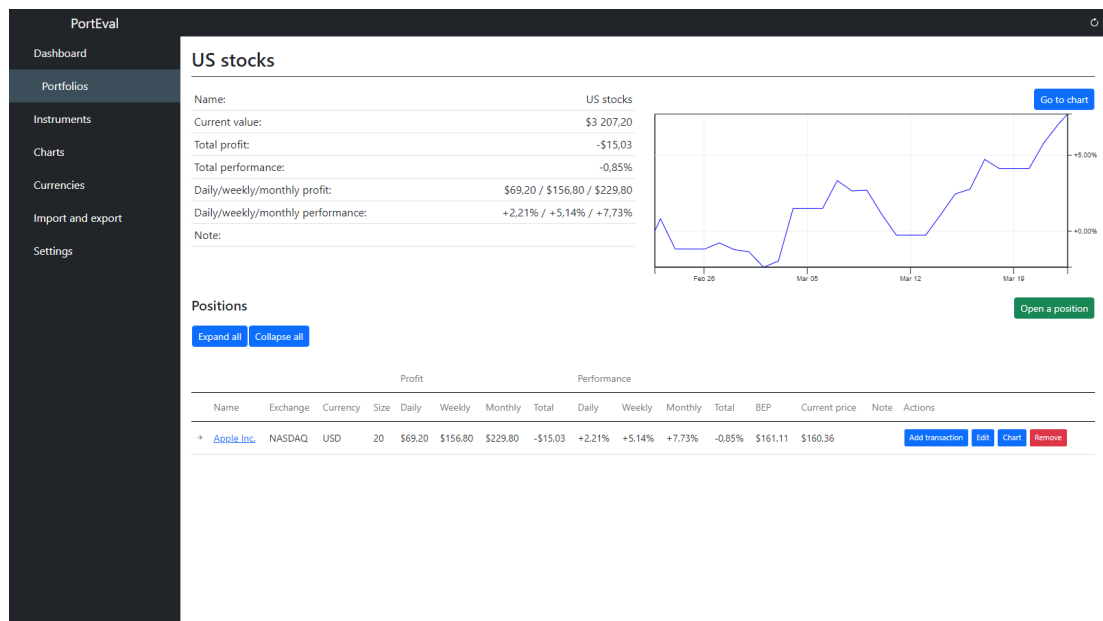 PortEval
Dashboard
Portfolios
Instruments
Charts
Currencies
Import and export
Settings
US stocks
Name: US stocks
Current value: $3 207,20
Total profit: -$15,03
Total performance: -0,85%
Daily/weekly/monthly profit: $69,20 / $156,80 / $229,80
Daily/weekly/monthly performance: +2,21% / +5,14% / +7,73%
Note:
Go to chart
+5,00%
+0,00%
Feb 26 Mar 05 Mar 12 Mar 19
Positions
Open a position
Expand all Collapse all
Profit Performance
Name Exchange Currency Size Daily Weekly Monthly Total Daily Weekly Monthly Total BEP Current price Note Actions
Apple Inc. NASDAQ USD 20 $69,20 $156,80 $229,80 -$15,03 +2.21% +5.14% +7.73% -0.85% $161,11 $160,36 Add transaction Edit Chart Remove